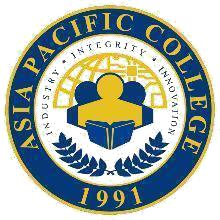 ASIA PACIFIC COLLEGE
INDUSTRY • INTEGRITY • INNOVATION
1991